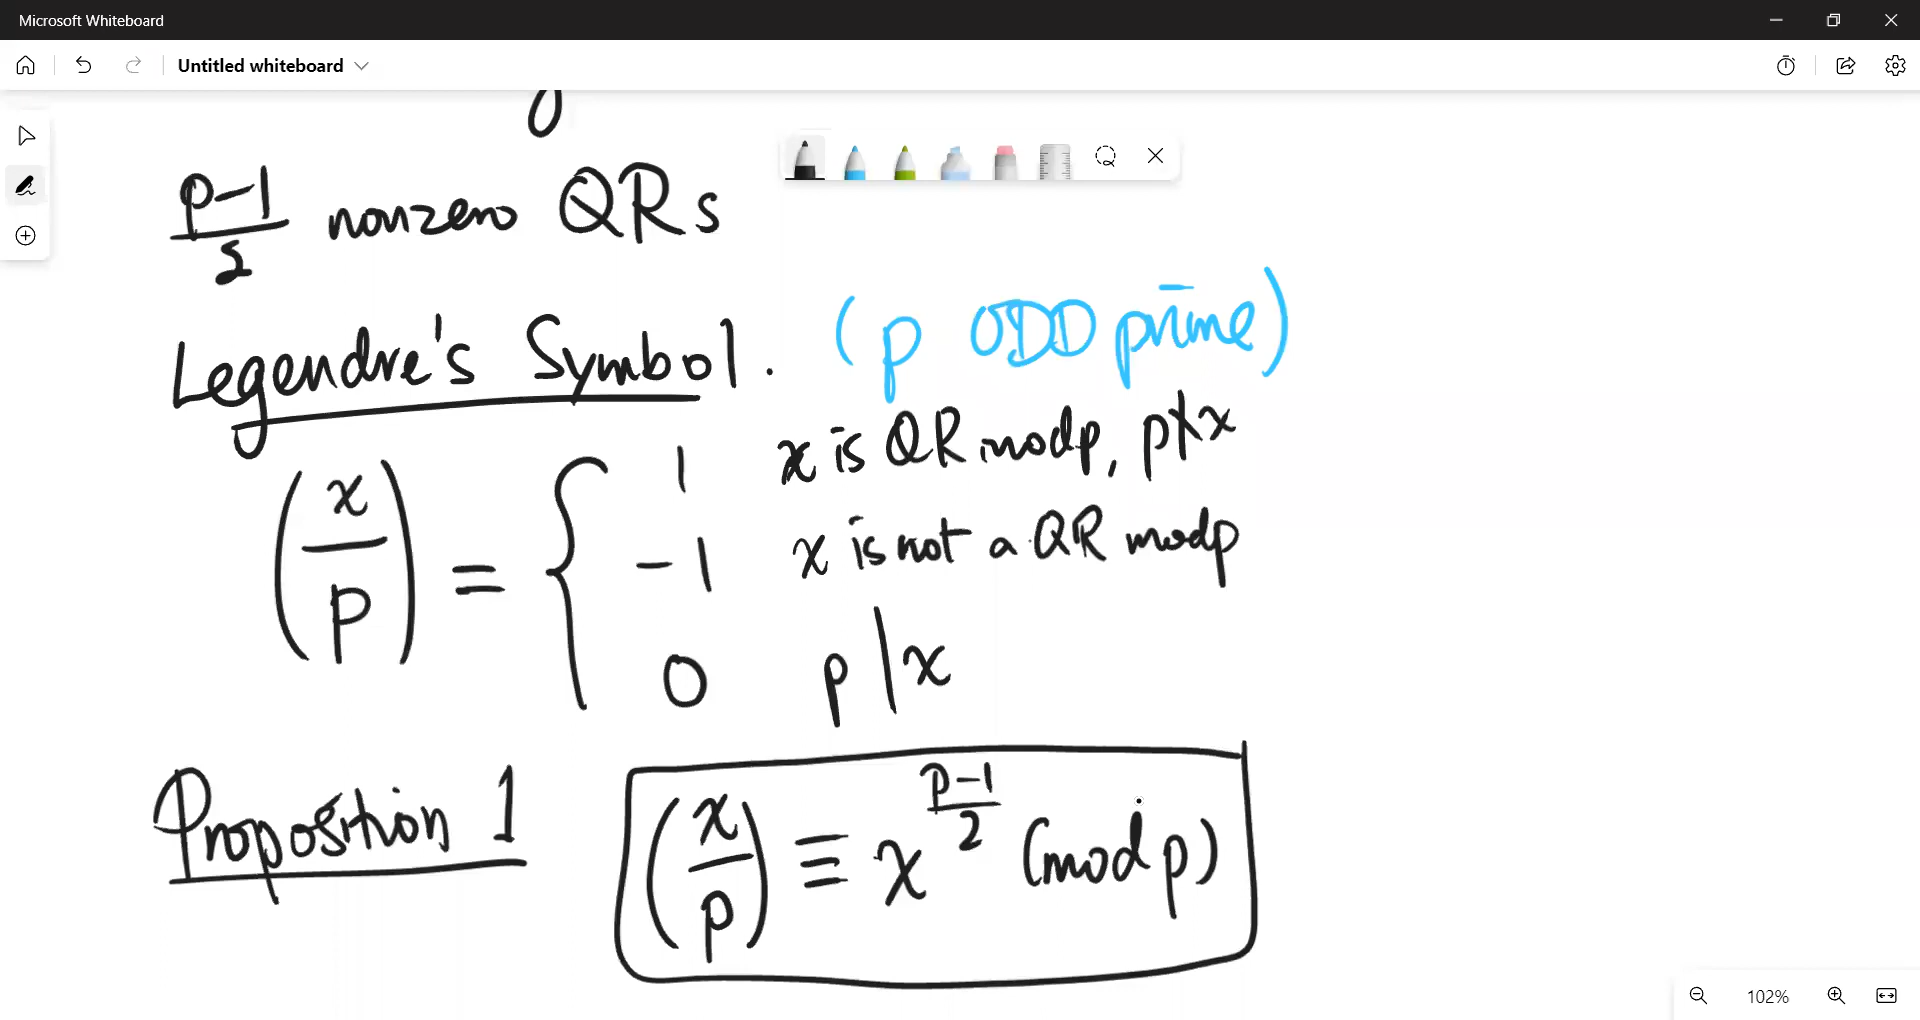 Microsoft Whiteboard
Untitled whiteboard
p-1/2 nonzero QRs
Legendre's Symbol. (p ODD prime)
(x/p) = { 1 x is QR mod p, p∤x
-1 x is not a QR mod p
0 p|x
Proposition 1 (x/p) ≡ x^((p-1)/2) (mod p)
102%